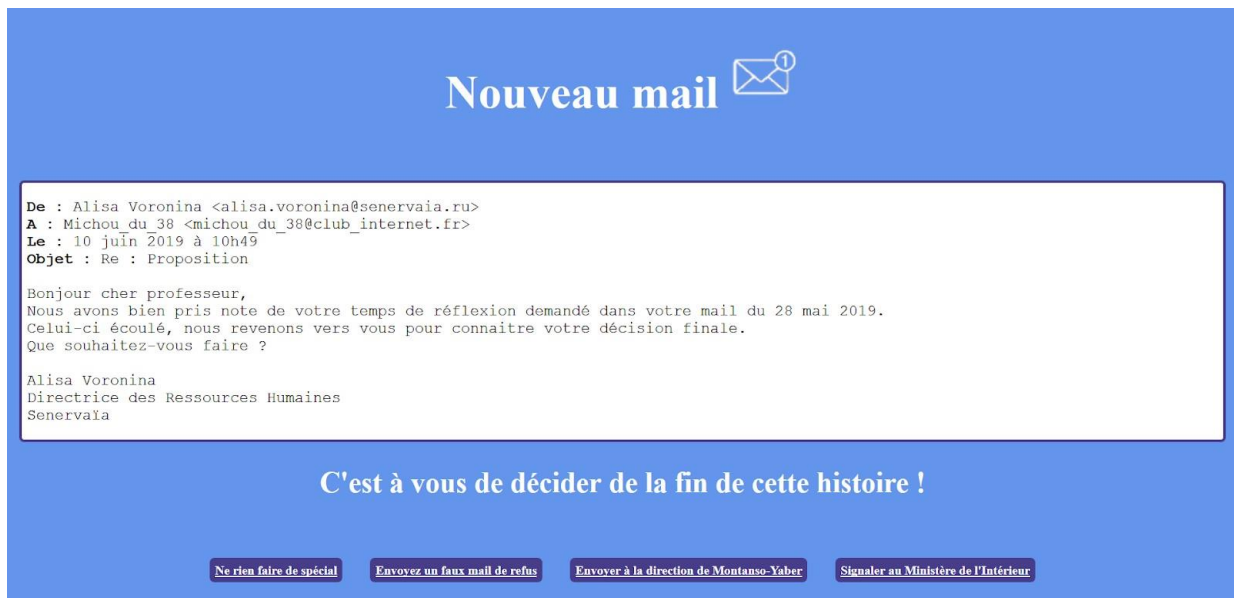 Nouveau mail 1
De : Alisa Voronina <alisa.voronina@senervaia.ru>
A : Michou_du_38 <michou_du_38@club_internet.fr>
Le : 10 juin 2019 à 10h49
Objet : Re : Proposition
Bonjour cher professeur,
Nous avons bien pris note de votre temps de réflexion demandé dans votre mail du 28 mai 2019.
Celui-ci écoulé, nous revenons vers vous pour connaitre votre décision finale.
Que souhaitez-vous faire ?
Alisa Voronina
Directrice des Ressources Humaines
Senervaïa
C'est à vous de décider de la fin de cette histoire !
Ne rien faire de spécial
Envoyez un faux mail de refus
Envoyer à la direction de Montanso-Yaber
Signaler au Ministère de l'Intérieur